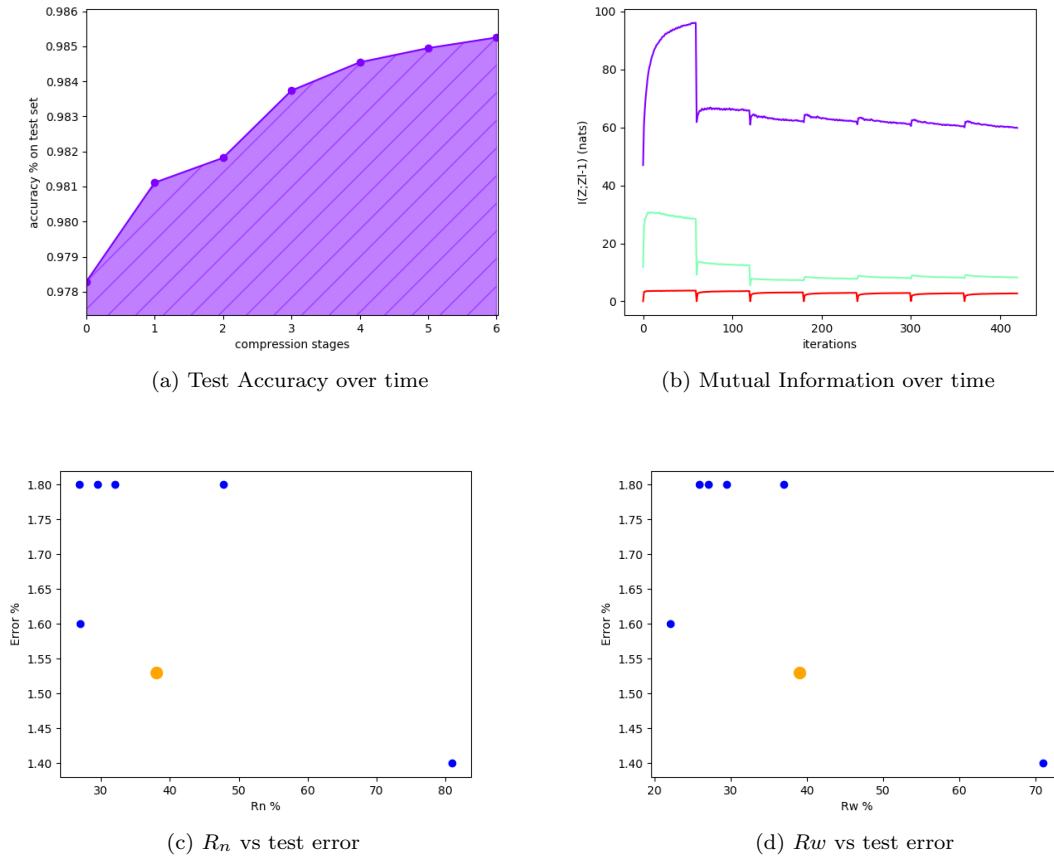 0.986
0.985
0.984
0.983
0.982
0.981
0.980
0.979
0.978
accuracy % on test set
0 1 2 3 4 5 6
compression stages
(a) Test Accuracy over time
100
80
60
40
20
0
I(Z;Zl-1) (nats)
0 100 200 300 400
iterations
(b) Mutual Information over time
1.80
1.75
1.70
1.65
1.60
1.55
1.50
1.45
1.40
Error %
30 40 50 60 70 80
Rn %
(c) Rn vs test error
1.80
1.75
1.70
1.65
1.60
1.55
1.50
1.45
1.40
Error %
20 30 40 50 60 70
Rw %
(d) Rw vs test error